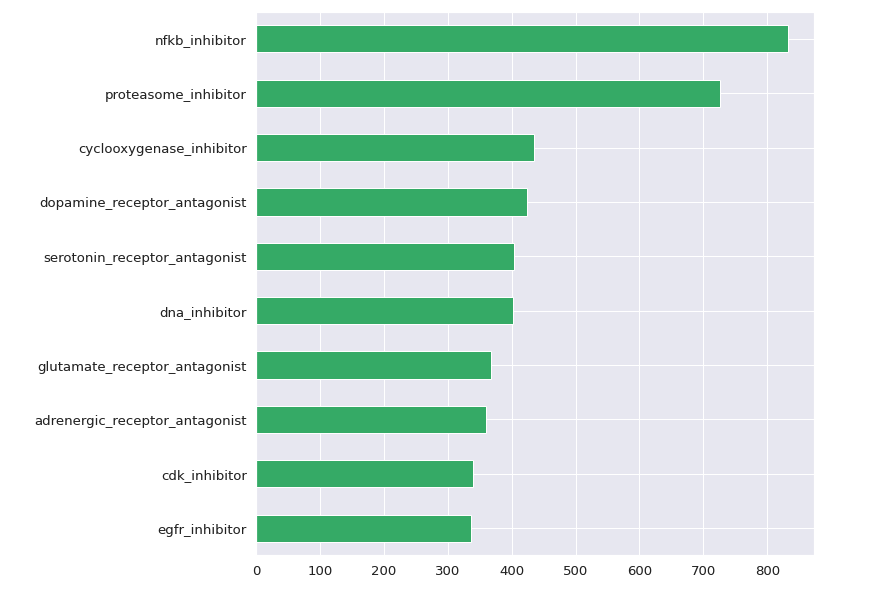 nfkb_inhibitor
proteasome_inhibitor
cyclooxygenase_inhibitor
dopamine_receptor_antagonist
serotonin_receptor_antagonist
dna_inhibitor
glutamate_receptor_antagonist
adrenergic_receptor_antagonist
cdk_inhibitor
egfr_inhibitor
0 100 200 300 400 500 600 700 800